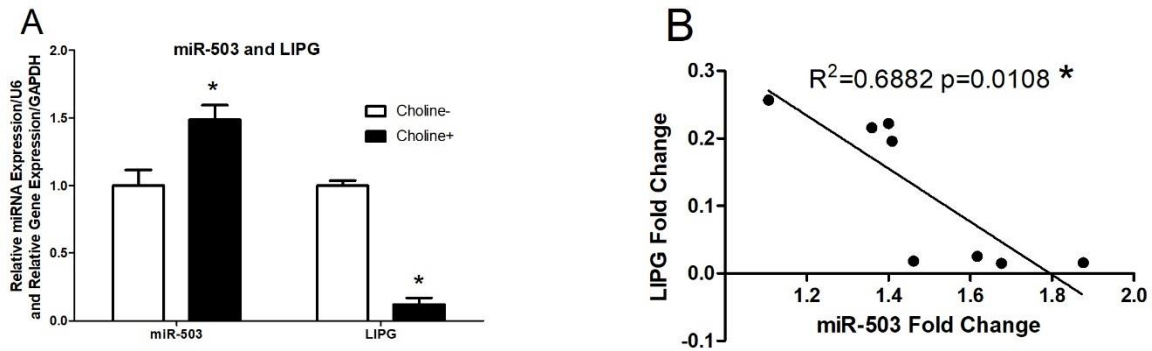 A
miR-503 and LIPG
Relative miRNA Expression/U6
and Relative Gene Expression/GAPDH
2.0
1.5
1.0
0.5
0.0
*
*
Choline-
Choline+
miR-503
LIPG
B
R²=0.6882 p=0.0108 *
LIPG Fold Change
0.3
0.2
0.1
0.0
-0.1
1.2
1.4
1.6
1.8
2.0
miR-503 Fold Change